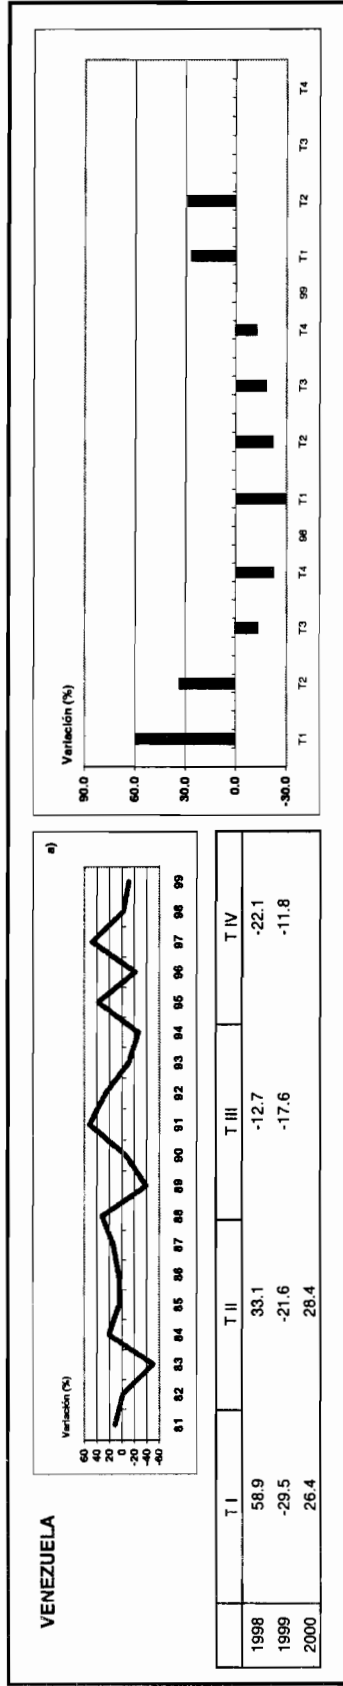 VENEZUELA
Variación (%)
a)
60
40
20
0
-20
-40
-60
81 82 83 84 85 86 87 88 89 90 91 92 93 94 95 96 97 98 99
T I T II T III T IV
1998 58.9 33.1 -12.7 -22.1
1999 -29.5 -21.6 -17.6 -11.8
2000 26.4 28.4
Variación (%)
90.0
60.0
30.0
0.0
-30.0
T1 T2 T3 T4 98 T1 T2 T3 T4 99 T1 T2 T3 T4